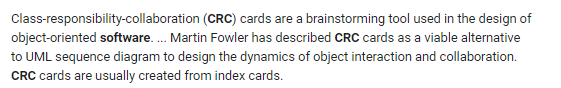 Class-responsibility-collaboration (CRC) cards are a brainstorming tool used in the design of
object-oriented software. ... Martin Fowler has described CRC cards as a viable alternative
to UML sequence diagram to design the dynamics of object interaction and collaboration.
CRC cards are usually created from index cards.